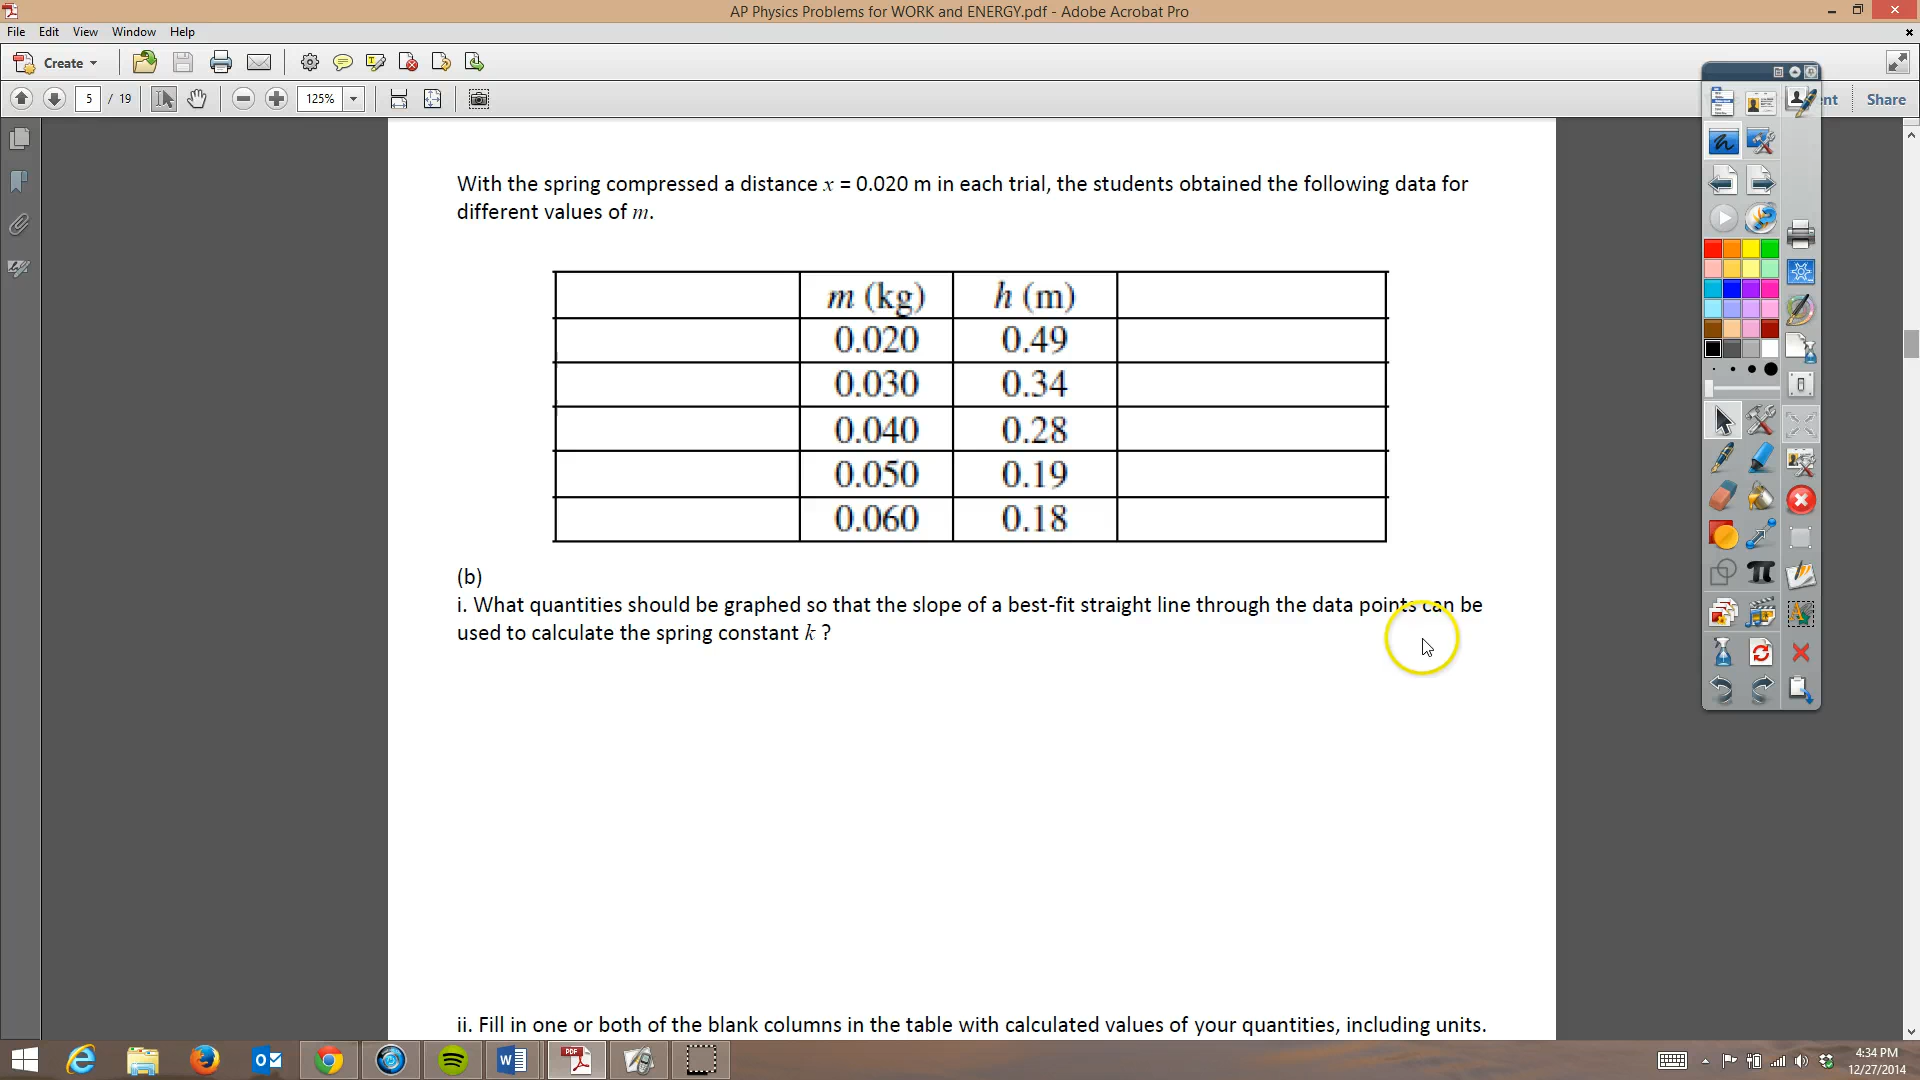 AP Physics Problems for WORK and ENERGY.pdf - Adobe Acrobat Pro
File Edit View Window Help
Create
5 / 19 125% Share
With the spring compressed a distance x = 0.020 m in each trial, the students obtained the following data for
different values of m.
m (kg) h (m)
0.020 0.49
0.030 0.34
0.040 0.28
0.050 0.19
0.060 0.18
(b)
i. What quantities should be graphed so that the slope of a best-fit straight line through the data points can be
used to calculate the spring constant k ?
ii. Fill in one or both of the blank columns in the table with calculated values of your quantities, including units.
4:34 PM
12/27/2014